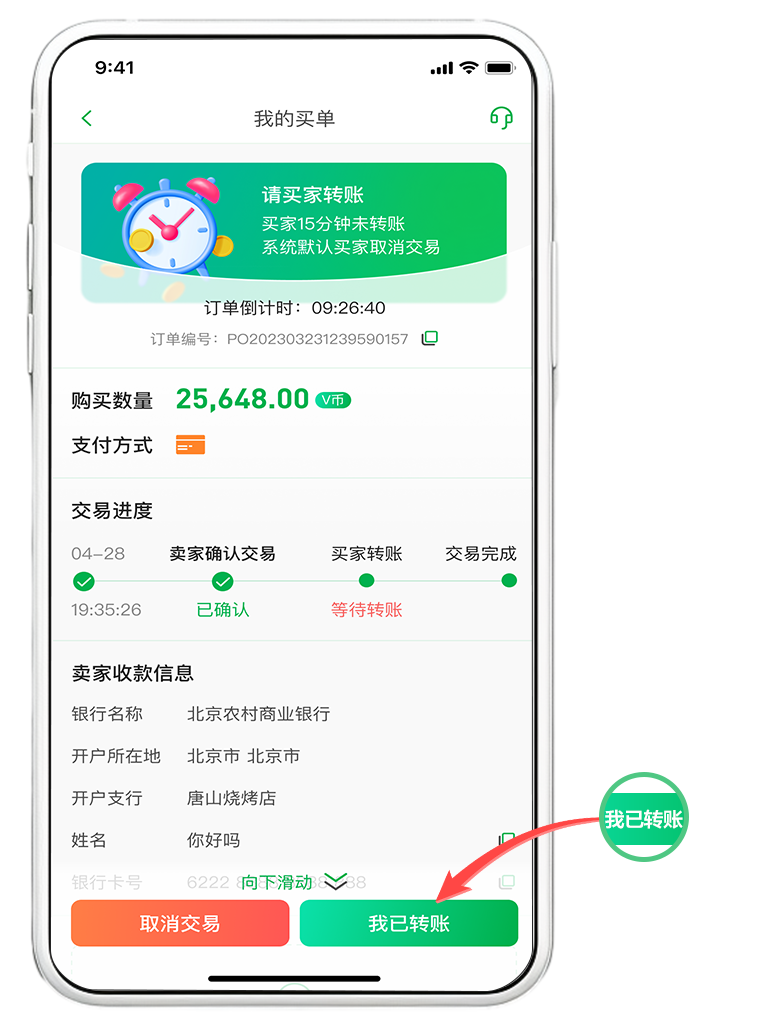 9:41
我的买单
请买家转账
买家15分钟未转账
系统默认买家取消交易
订单倒计时：09:26:40
订单编号：PO202303231239590157
购买数量 25,648.00 V币
支付方式
交易进度
04-28 卖家确认交易 买家转账 交易完成
19:35:26 已确认 等待转账
卖家收款信息
银行名称 北京农村商业银行
开户所在地 北京市 北京市
开户支行 唐山烧烤店
我已转账
姓名 你好吗
银行卡号 6222
向下滑动
取消交易 我已转账